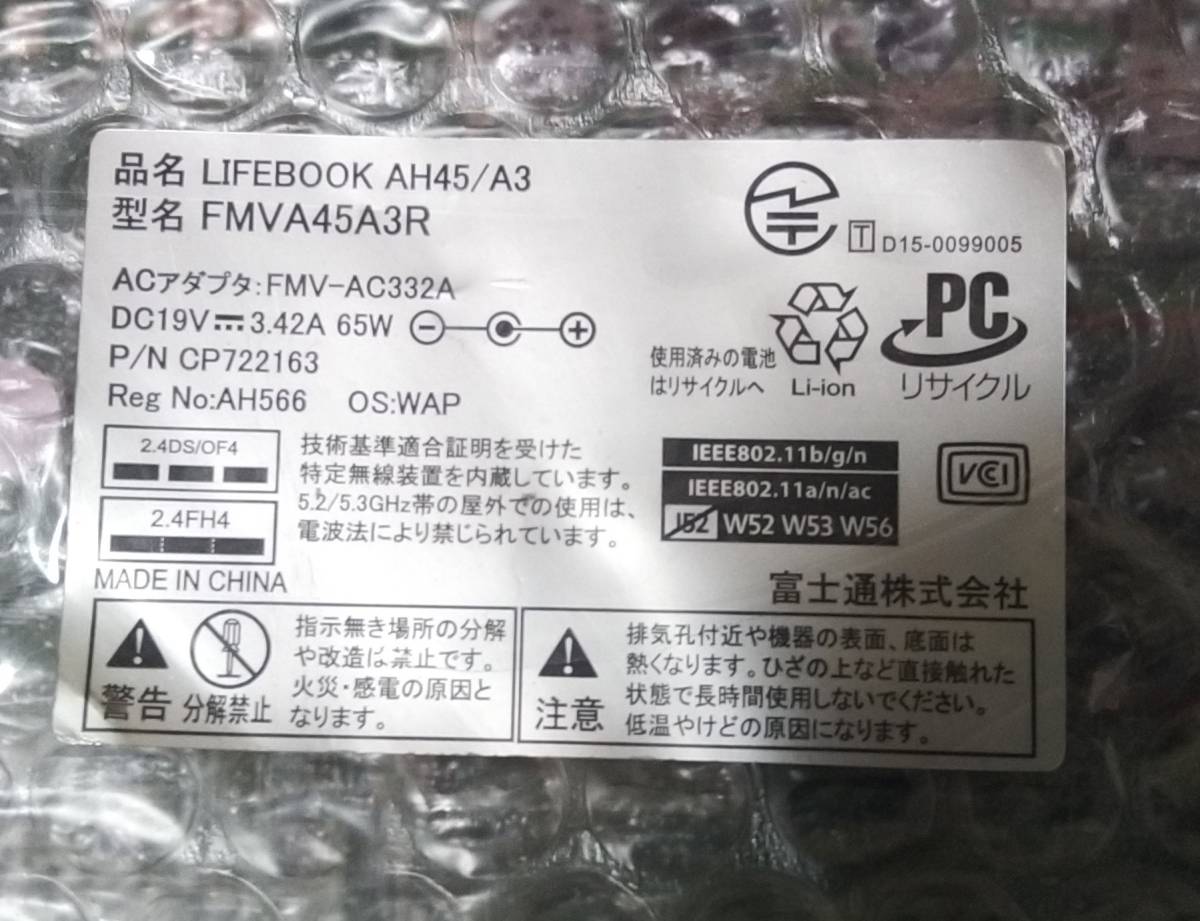 品名 LIFEBOOK AH45/A3
型名 FMVA45A3R
ACアダプタ:FMV-AC332A
DC19V⎓3.42A 65W
P/N CP722163
Reg No:AH566 OS:WAP
T D15-0099005
使用済みの電池
はリサイクルへ
Li-ion
PC
リサイクル
2.4DS/OF4
2.4FH4
技術基準適合証明を受けた
特定無線装置を内蔵しています。
5.2/5.3GHz帯の屋外での使用は、
電波法により禁じられています。
IEEE802.11b/g/n
IEEE802.11a/n/ac
J52 W52 W53 W56
VCI
MADE IN CHINA
富士通株式会社
警告 分解禁止
指示無き場所の分解
や改造は禁止です。
火災・感電の原因と
なります。
注意
排気孔付近や機器の表面、底面は
熱くなります。ひざの上など直接触れた
状態で長時間使用しないでください。
低温やけどの原因になります。